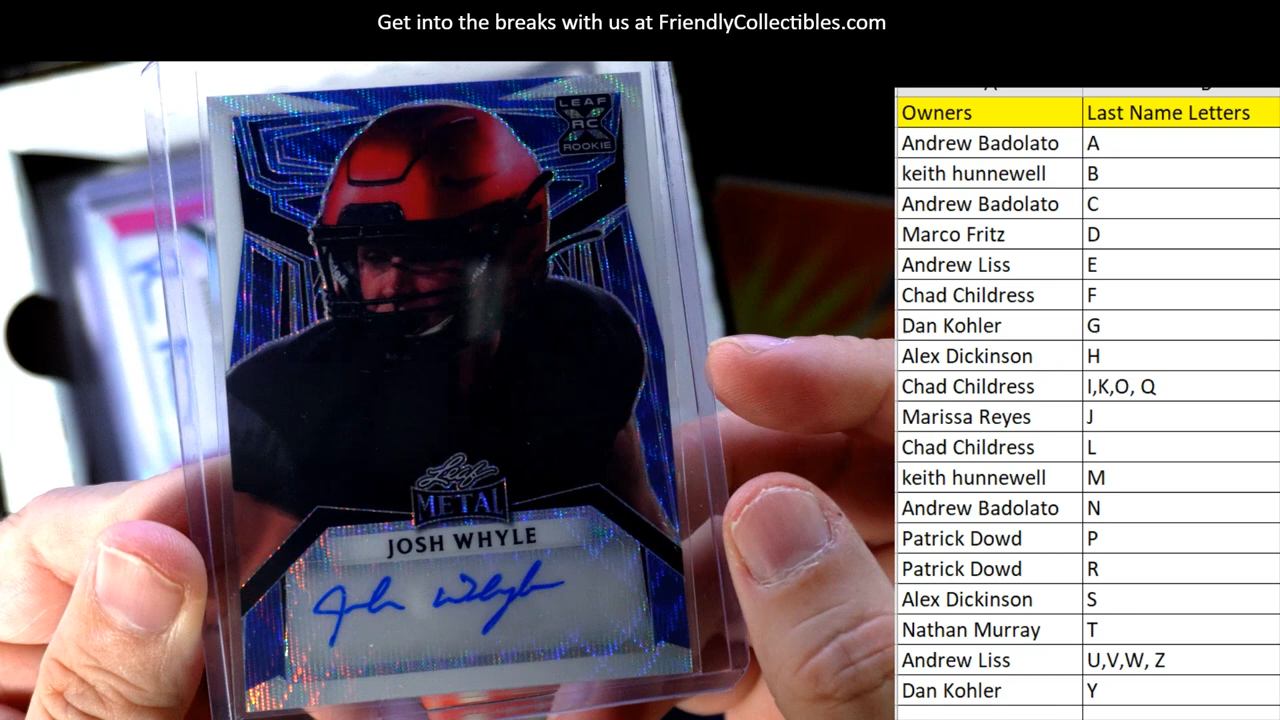 Get into the breaks with us at FriendlyCollectibles.com
LEAF
X
RC
ROOKIE
Leaf
METAL
JOSH WHYLE
Josh Whyle
Owners Last Name Letters
Andrew Badolato A
keith hunnewell B
Andrew Badolato C
Marco Fritz D
Andrew Liss E
Chad Childress F
Dan Kohler G
Alex Dickinson H
Chad Childress I,K,O, Q
Marissa Reyes J
Chad Childress L
keith hunnewell M
Andrew Badolato N
Patrick Dowd P
Patrick Dowd R
Alex Dickinson S
Nathan Murray T
Andrew Liss U,V,W, Z
Dan Kohler Y